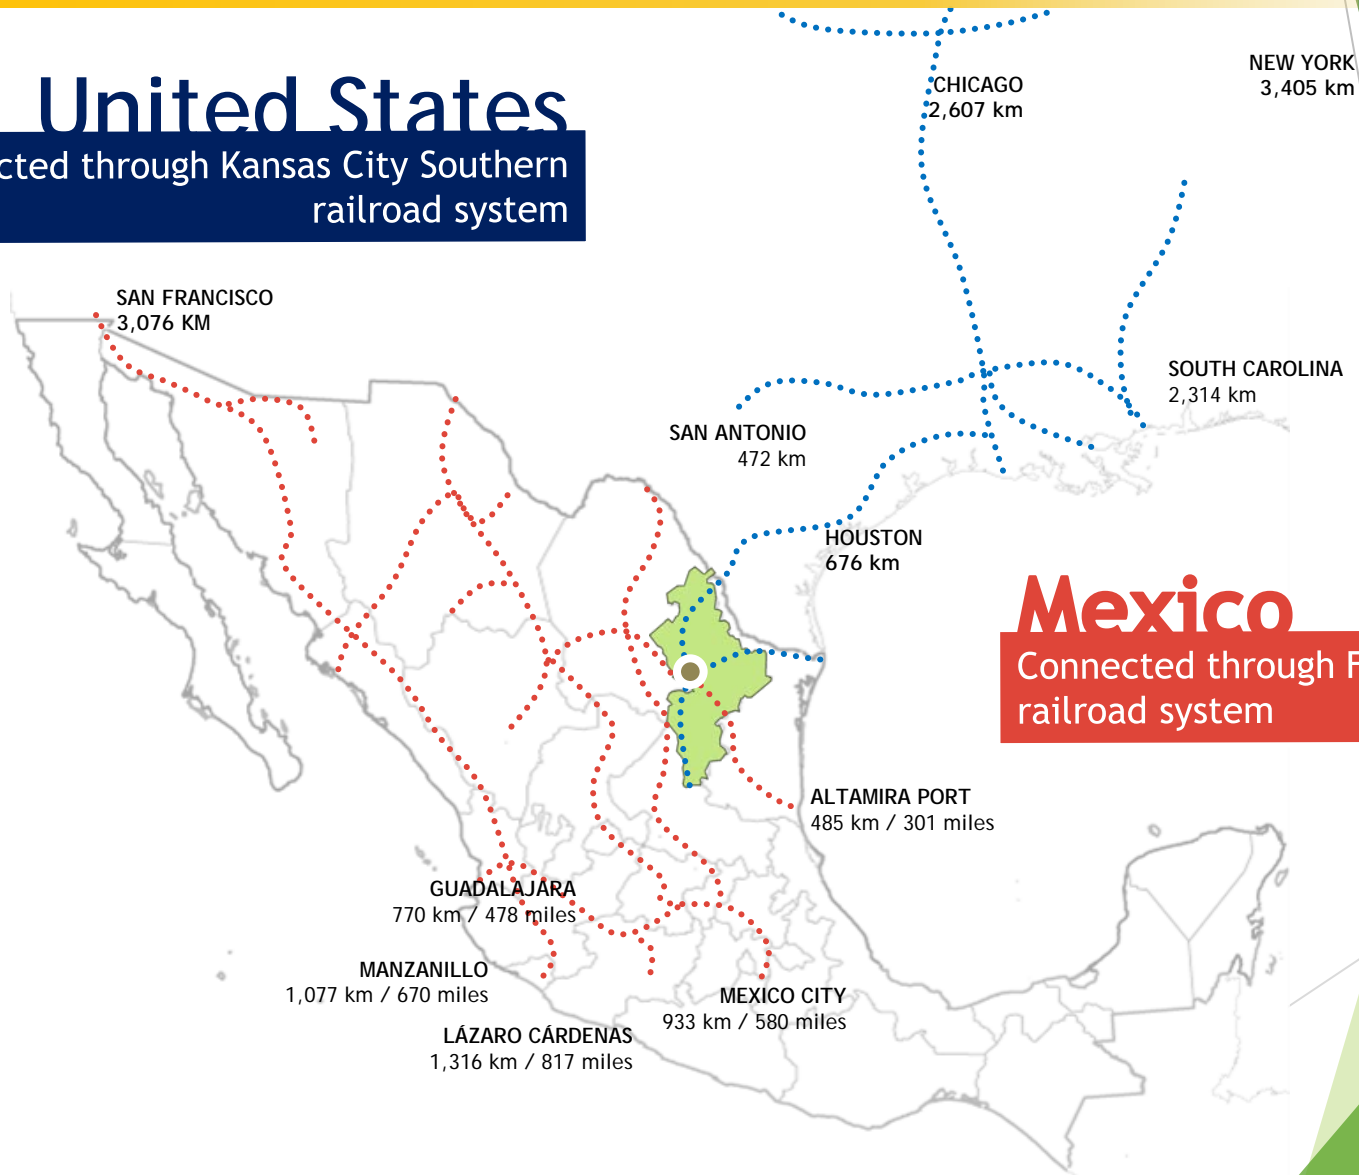 United States
through Kansas City Southern
railroad system
CHICAGO
2,607 km
NEW YORK
3,405 km
SAN FRANCISCO
3,076 KM
SOUTH CAROLINA
2,314 km
SAN ANTONIO
472 km
HOUSTON
676 km
Mexico
Connected through
railroad system
ALTAMIRA PORT
485 km / 301 miles
GUADALAJARA
770 km / 478 miles
MANZANILLO
1,077 km / 670 miles
MEXICO CITY
933 km / 580 miles
LÁZARO CÁRDENAS
1,316 km / 817 miles